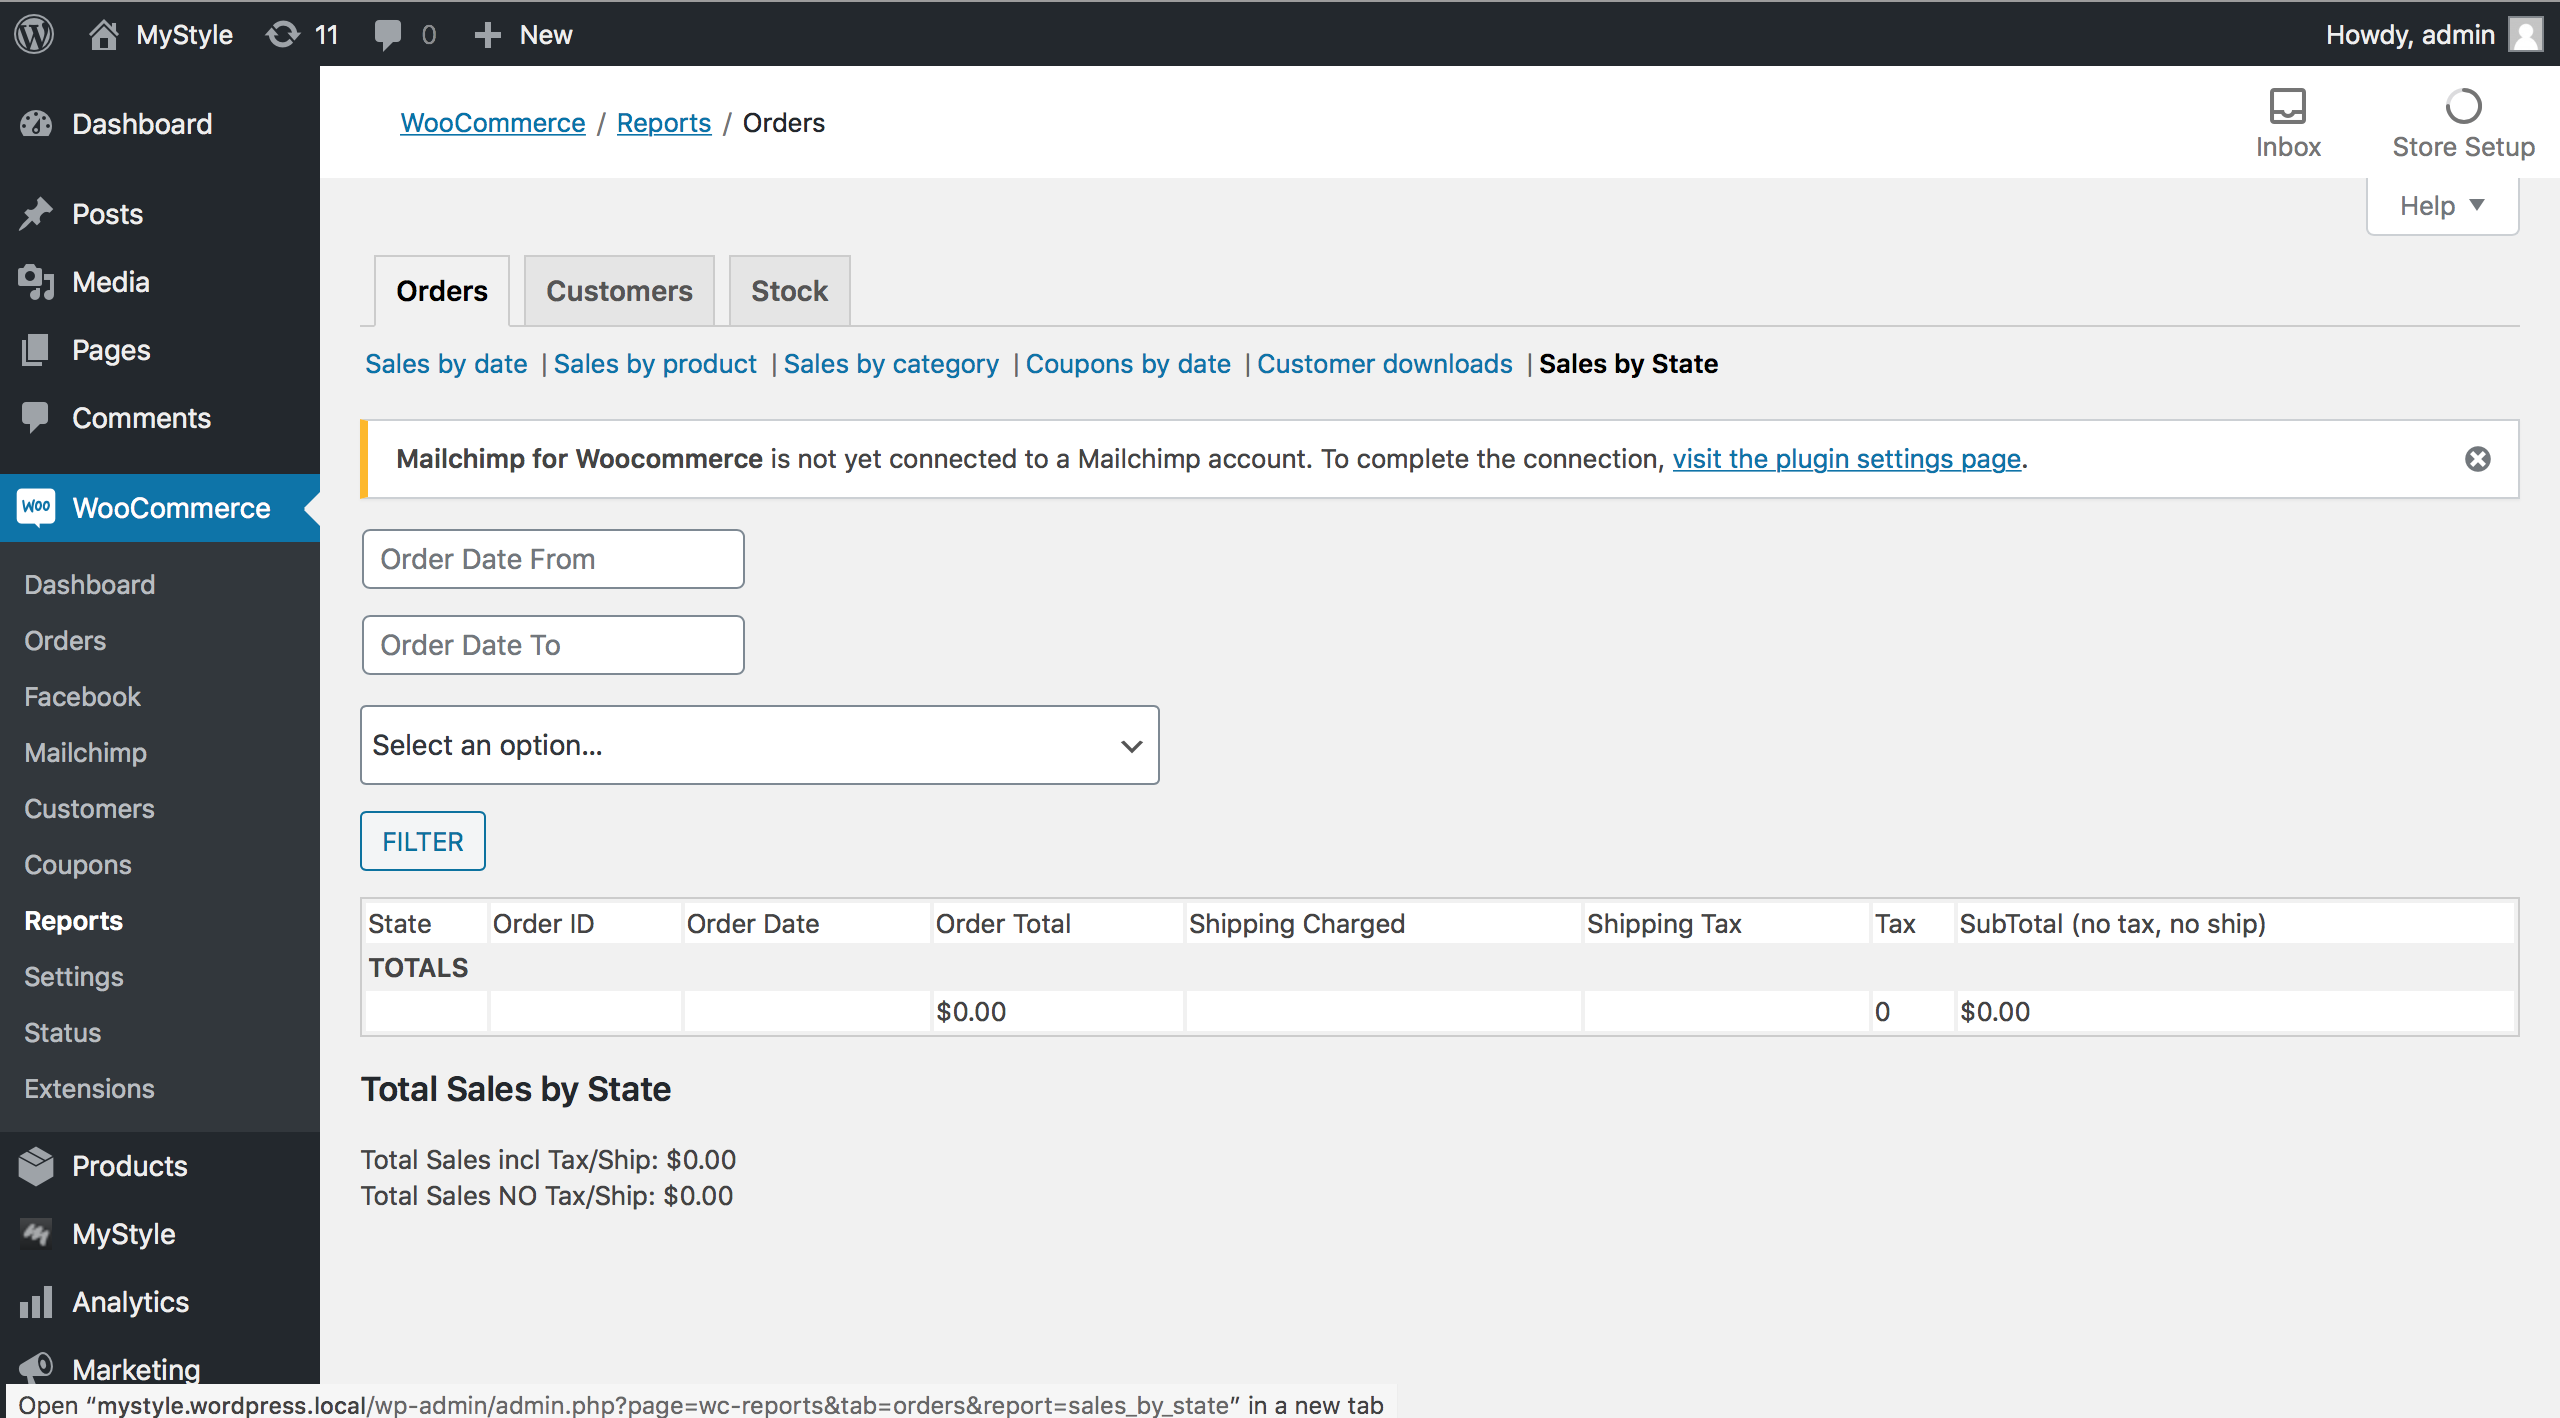 MyStyle 11 0 New Howdy, admin
Dashboard
Posts
Media
Pages
Comments
Woo WooCommerce
Dashboard
Orders
Facebook
Mailchimp
Customers
Coupons
Reports
Settings
Status
Extensions
Products
MyStyle
Analytics
Marketing
WooCommerce / Reports / Orders
Inbox
Store Setup
Help
Orders Customers Stock
Sales by date | Sales by product | Sales by category | Coupons by date | Customer downloads | Sales by State
Mailchimp for Woocommerce is not yet connected to a Mailchimp account. To complete the connection, visit the plugin settings page.
Order Date From
Order Date To
Select an option...
FILTER
State Order ID Order Date Order Total Shipping Charged Shipping Tax Tax SubTotal (no tax, no ship)
TOTALS
$0.00 0 $0.00
Total Sales by State
Total Sales incl Tax/Ship: $0.00
Total Sales NO Tax/Ship: $0.00
Open “mystyle.wordpress.local/wp-admin/admin.php?page=wc-reports&tab=orders&report=sales_by_state” in a new tab